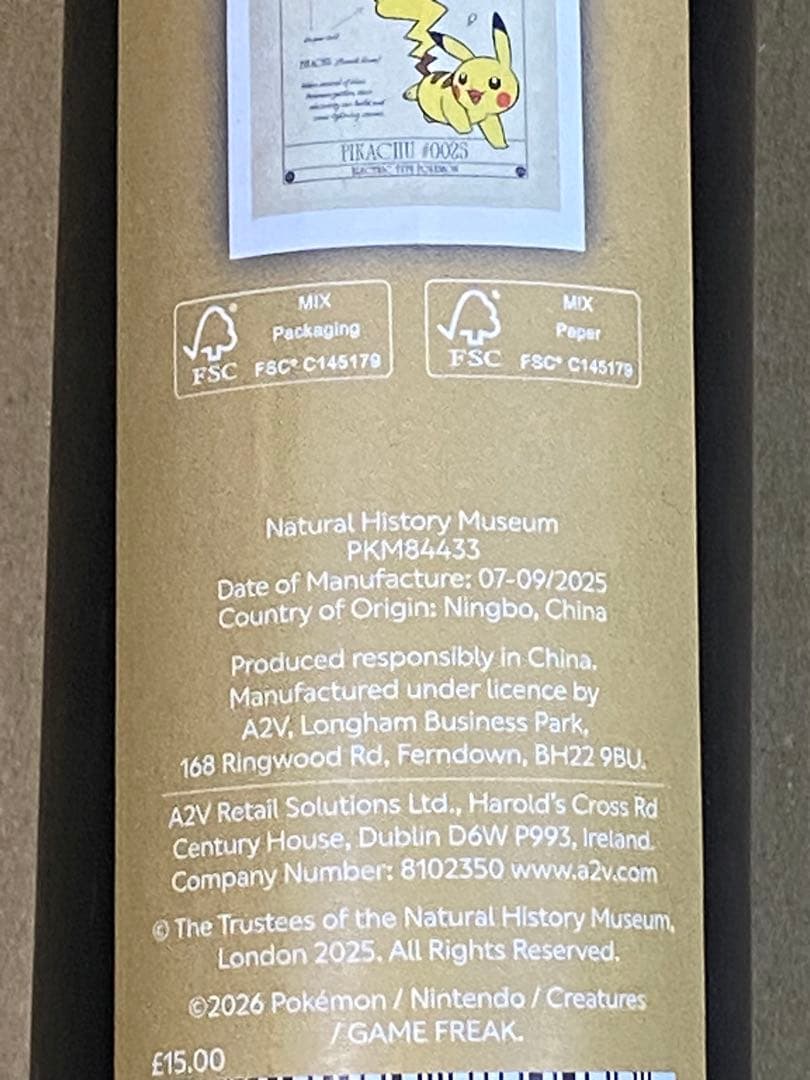 PIKACHU #0025
ELECTRIC TYPE POKÉMON
MIX
Packaging
FSC
FSC® C145179
MIX
Paper
FSC
FSC® C145179
Natural History Museum
PKM84433
Date of Manufacture: 07-09/2025
Country of Origin: Ningbo, China
Produced responsibly in China.
Manufactured under licence by
A2V, Longham Business Park,
168 Ringwood Rd, Ferndown, BH22 9BU.
A2V Retail Solutions Ltd., Harold's Cross Rd
Century House, Dublin D6W P993, Ireland.
Company Number: 8102350 www.a2v.com
© The Trustees of the Natural History Museum,
London 2025. All Rights Reserved.
©2026 Pokémon / Nintendo / Creatures
/ GAME FREAK.
£15.00